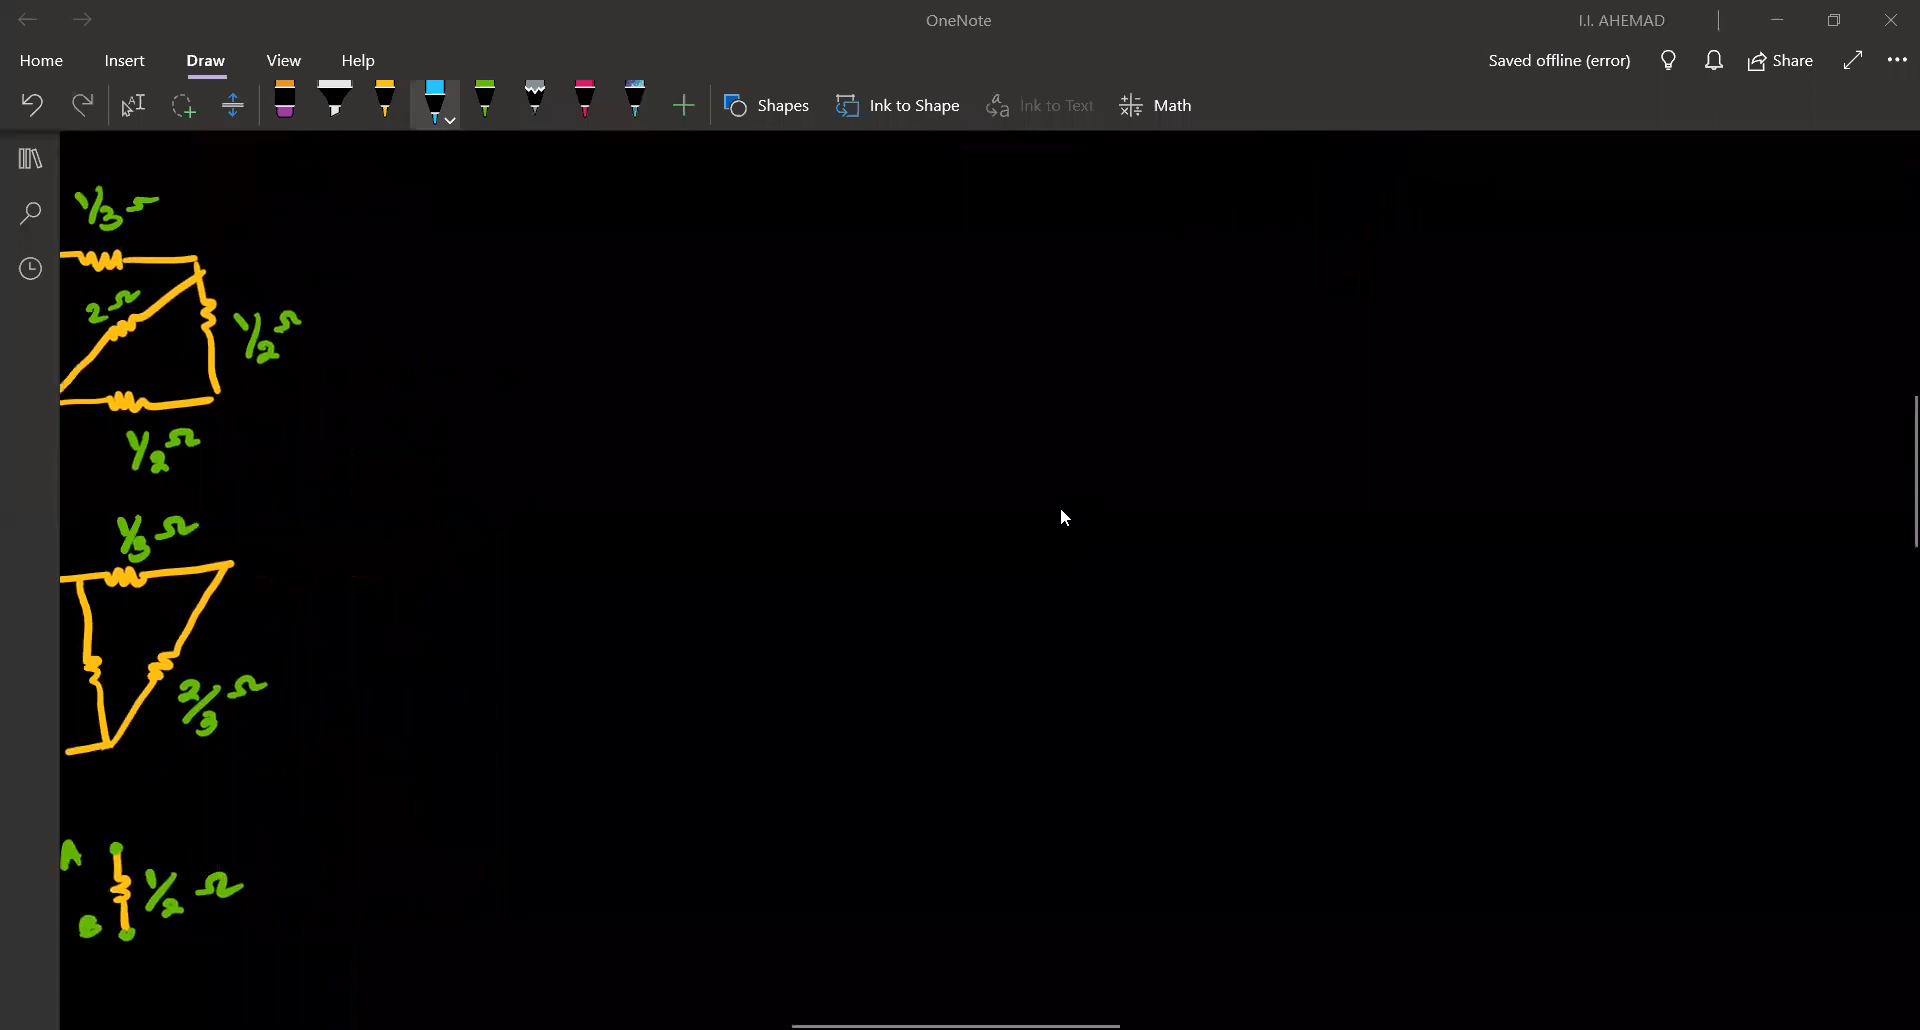 OneNote
I.I. AHEMAD
Home Insert Draw View Help
Saved offline (error) Share
Shapes Ink to Shape Ink to Text Math
1/3 Ω
2 Ω
1/2 Ω
1/2 Ω
1/3 Ω
2/3 Ω
A
1/2 Ω
B